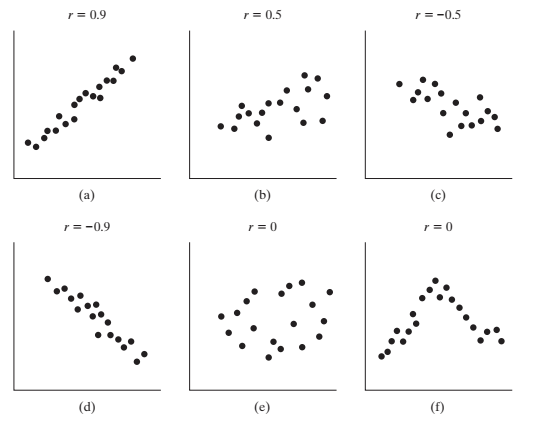 r = 0.9
r = 0.5
r = −0.5
(a)
(b)
(c)
r = −0.9
r = 0
r = 0
(d)
(e)
(f)